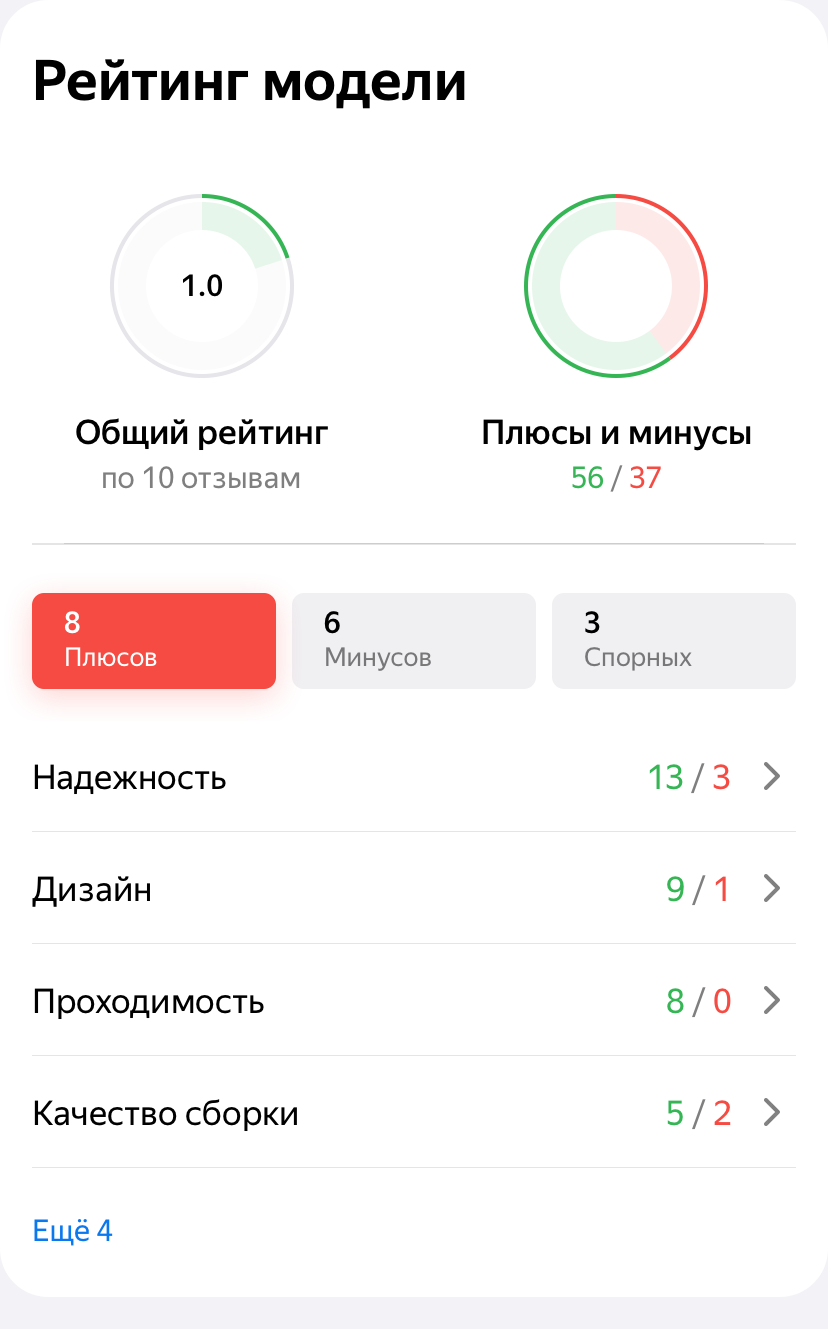 Рейтинг модели
1.0
Общий рейтинг
по 10 отзывам
Плюсы и минусы
56 / 37
8
Плюсов
6
Минусов
3
Спорных
Надежность 13 / 3
Дизайн 9 / 1
Проходимость 8 / 0
Качество сборки 5 / 2
Ещё 4